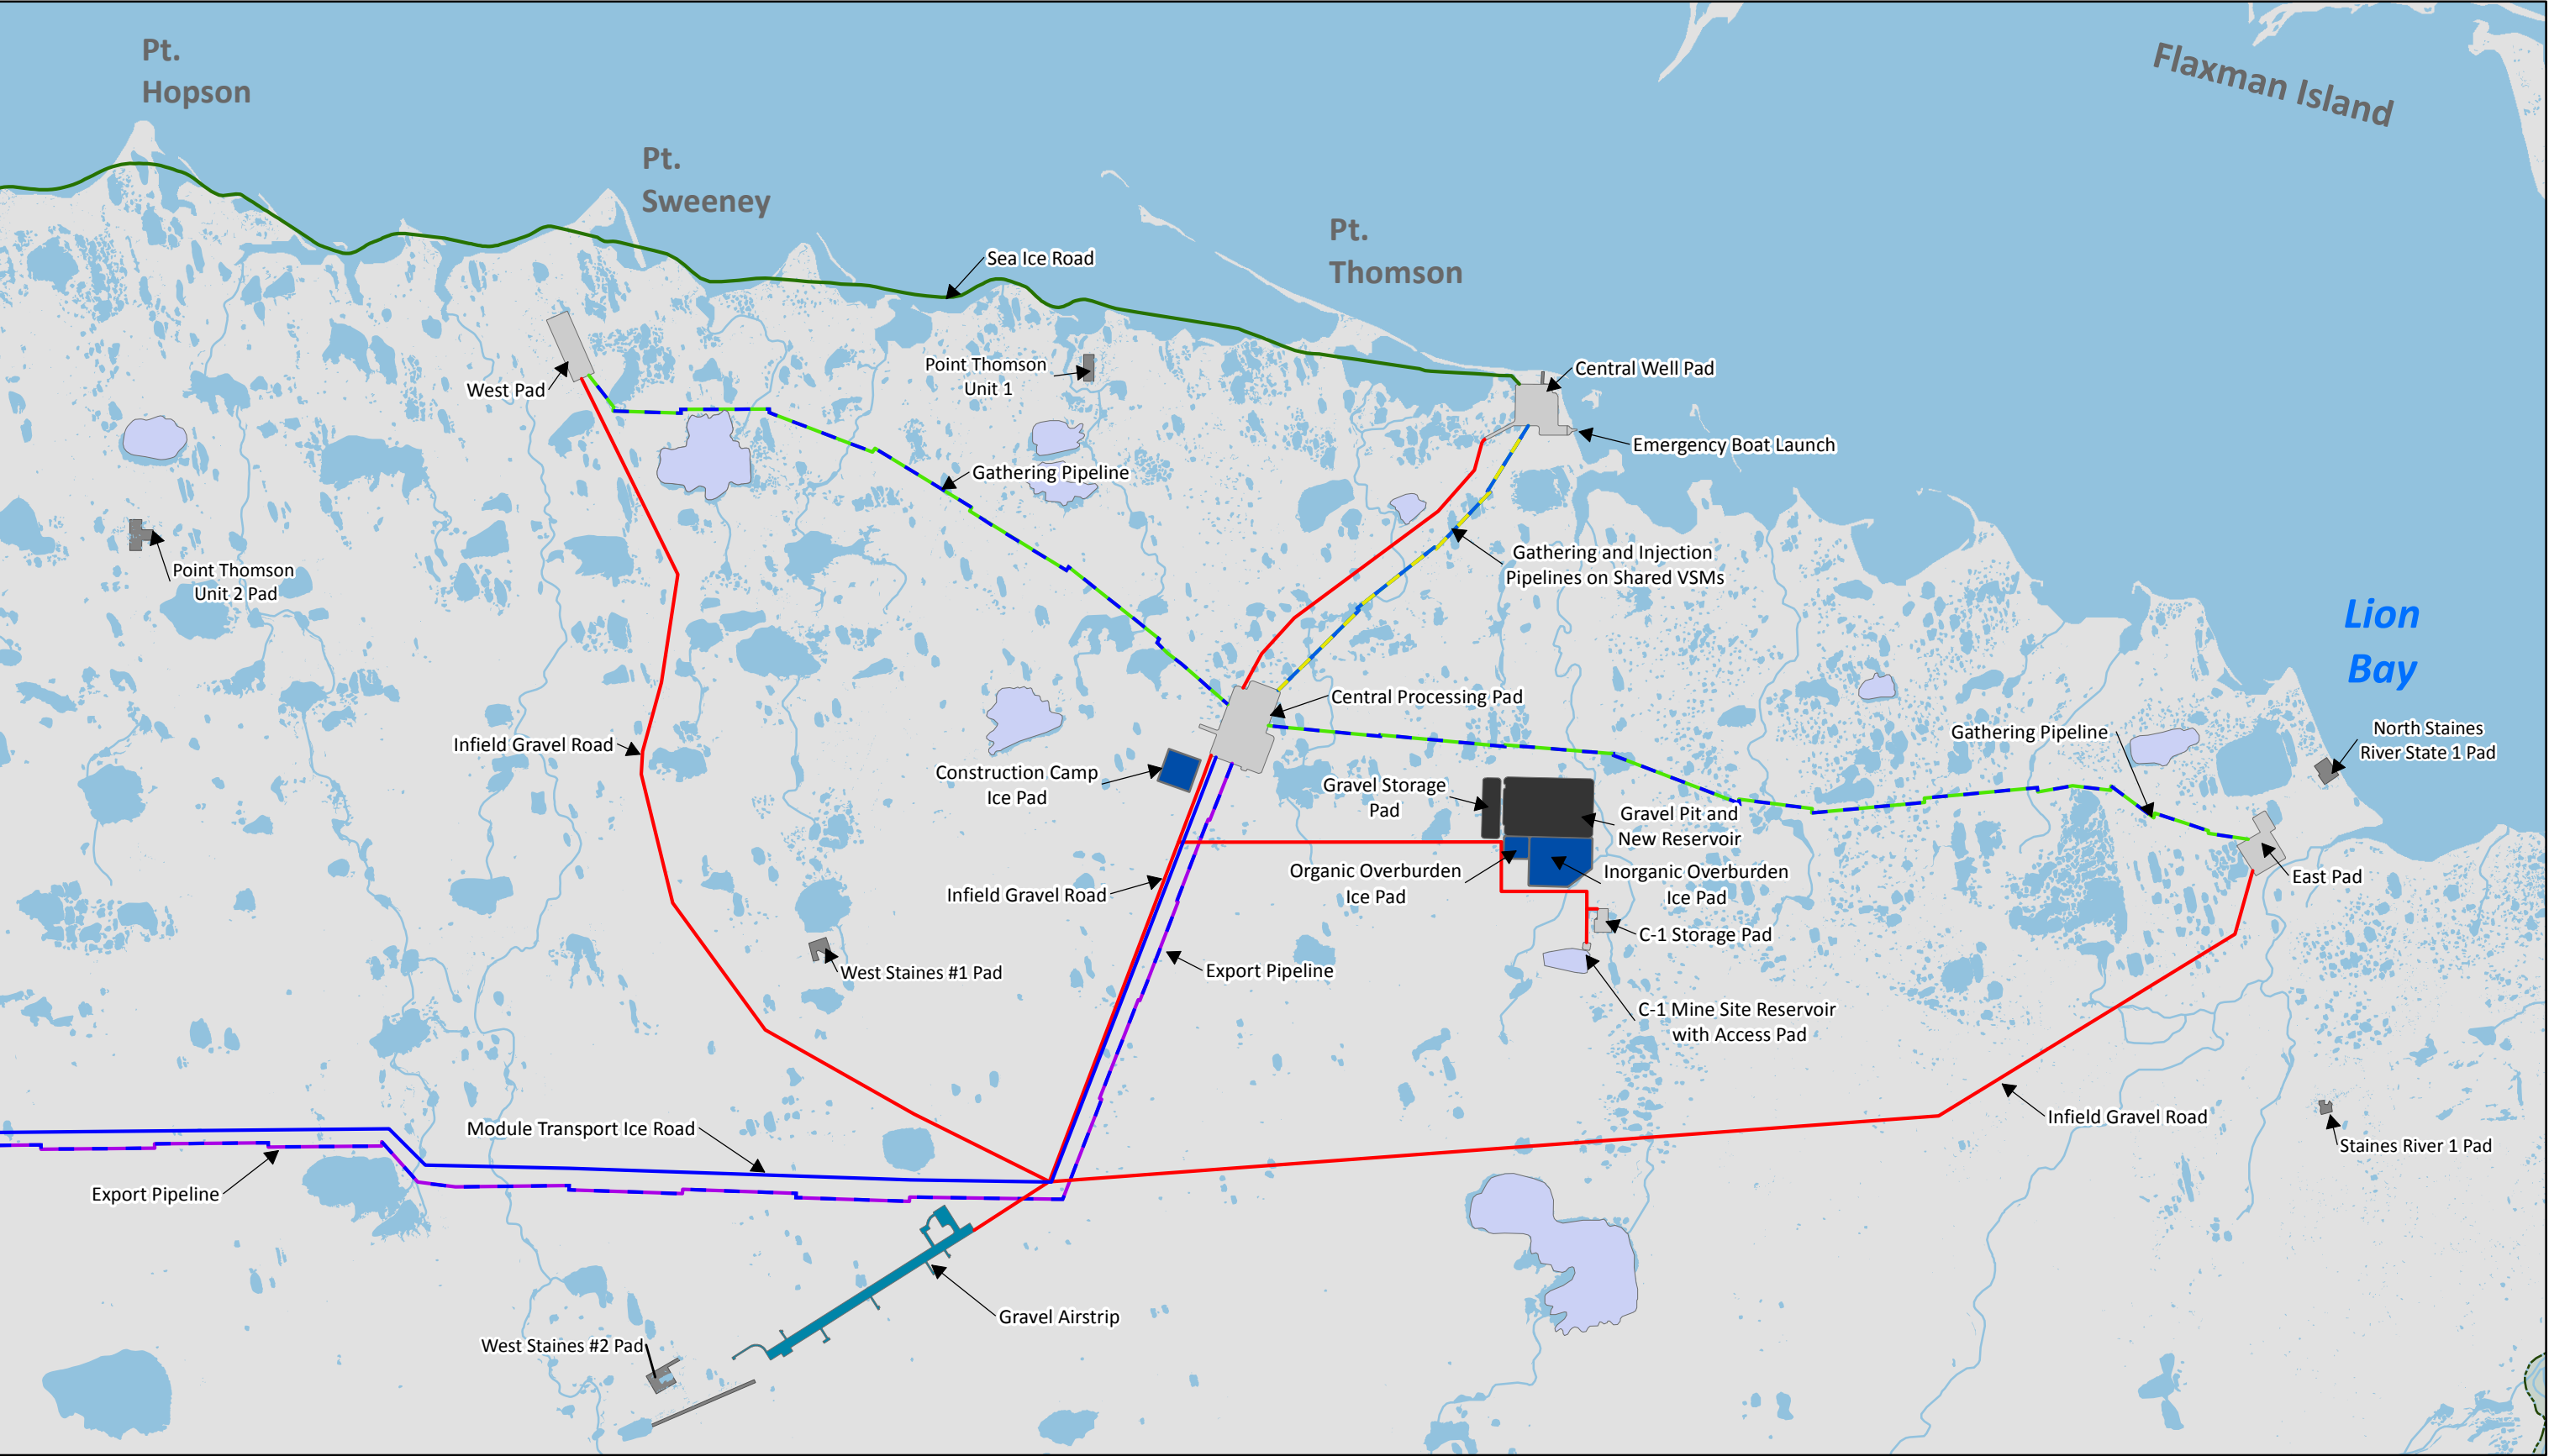 Pt.
Hopson
Flaxman Island
Pt.
Sweeney
Pt.
Thomson
Sea Ice Road
Point Thomson
Unit 1
Central Well Pad
West Pad
Emergency Boat Launch
Gathering Pipeline
Gathering and Injection
Pipelines on Shared VSMs
Point Thomson
Unit 2 Pad
Lion
Bay
Central Processing Pad
Gathering Pipeline
North Staines
River State 1 Pad
Infield Gravel Road
Construction Camp
Ice Pad
Gravel Storage
Pad
Gravel Pit and
New Reservoir
Organic Overburden
Ice Pad
Inorganic Overburden
Ice Pad
East Pad
Infield Gravel Road
C-1 Storage Pad
West Staines #1 Pad
Export Pipeline
C-1 Mine Site Reservoir
with Access Pad
Module Transport Ice Road
Infield Gravel Road
Staines River 1 Pad
Export Pipeline
Gravel Airstrip
West Staines #2 Pad